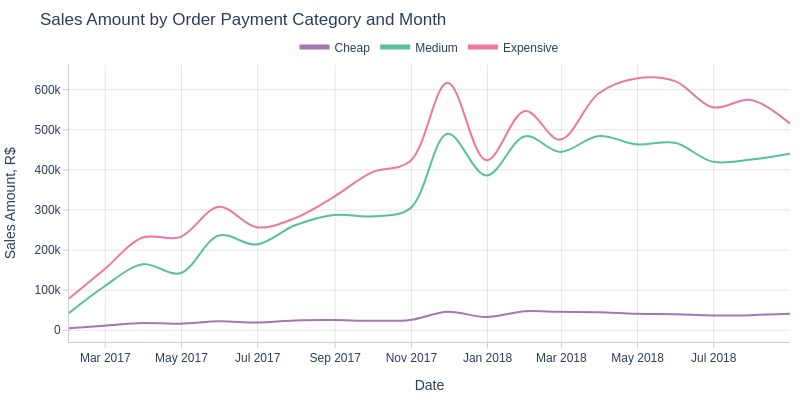 Sales Amount by Order Payment Category and Month
Cheap Medium Expensive
600k
500k
400k
300k
200k
100k
0
Sales Amount, R$
Mar 2017 May 2017 Jul 2017 Sep 2017 Nov 2017 Jan 2018 Mar 2018 May 2018 Jul 2018
Date